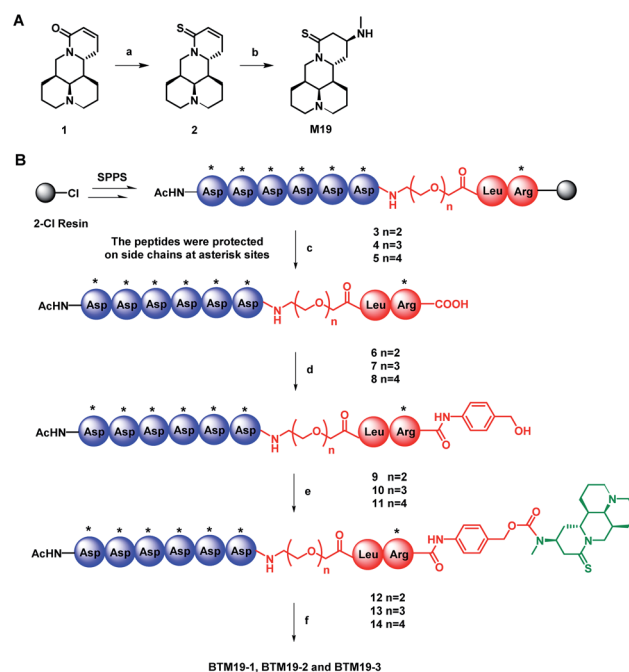 A
O
S
S
NH
N
N
N
a
b
N
N
N
1
2
M19
B
SPPS
Cl
2-Cl Resin
* * * * * * O *
AcHN Asp Asp Asp Asp Asp Asp N H ( O ) n Leu Arg
3 n=2
4 n=3
5 n=4
The peptides were protected
on side chains at asterisk sites
c
* * * * * * O *
AcHN Asp Asp Asp Asp Asp Asp N H ( O ) n Leu Arg COOH
6 n=2
7 n=3
8 n=4
d
* * * * * * O * H N
AcHN Asp Asp Asp Asp Asp Asp N H ( O ) n Leu Arg O OH
9 n=2
10 n=3
11 n=4
e
* * * * * * O * H N O O N N N S
AcHN Asp Asp Asp Asp Asp Asp N H ( O ) n Leu Arg O
12 n=2
13 n=3
14 n=4
f
BTM19-1, BTM19-2 and BTM19-3